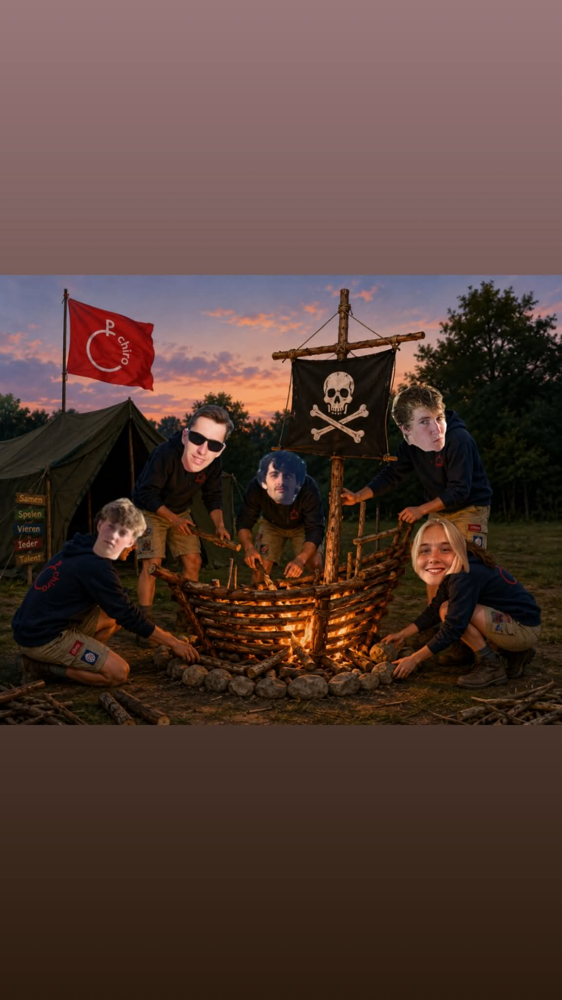 chiro
Samen
Spelen
Vieren
Ieder
Talent
chiro
chiro
chiro